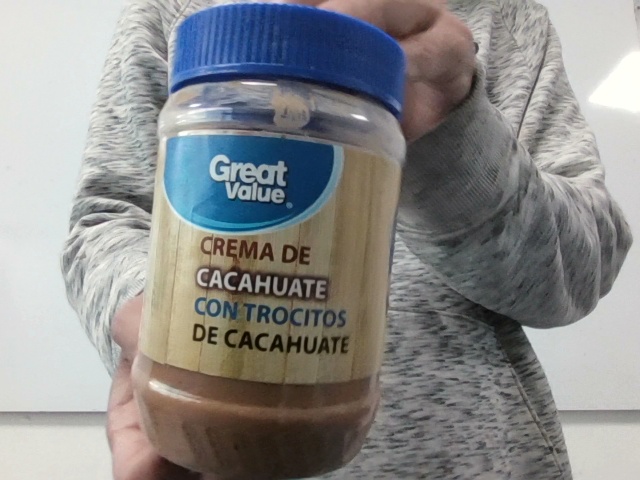 Great
Value®
CREMA DE
CACAHUATE
CON TROCITOS
DE CACAHUATE